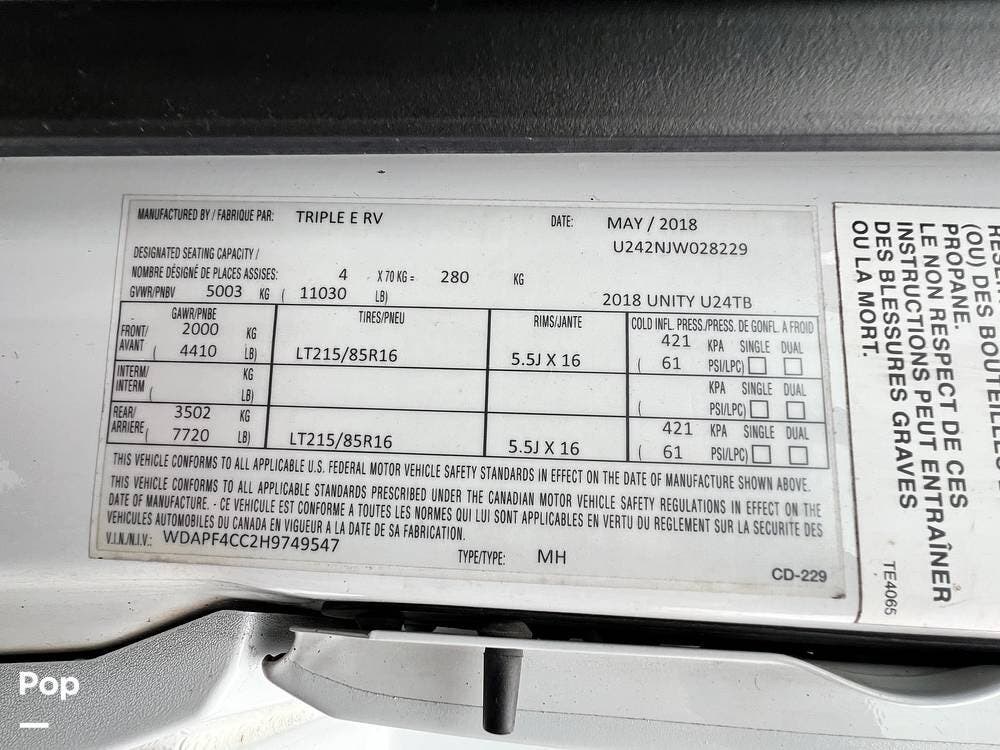 MANUFACTURED BY / FABRIQUE PAR: TRIPLE E RV DATE: MAY / 2018
U242NJW028229
DESIGNATED SEATING CAPACITY /
NOMBRE DÉSIGNÉ DE PLACES ASSISES: 4 X 70 KG = 280 KG
GVWR/PNBV 5003 KG ( 11030 LB) 2018 UNITY U24TB
GAWR/PNBE TIRES/PNEU RIMS/JANTE COLD INFL. PRESS./PRESS. DE GONFL. A FROID
FRONT/ 2000 KG 421 KPA SINGLE DUAL
AVANT ( 4410 LB) LT215/85R16 5.5J X 16 ( 61 PSI/LPC)
INTERM/ KG KPA SINGLE DUAL
INTERM ( LB) ( PSI/LPC)
REAR/ 3502 KG 421 KPA SINGLE DUAL
ARRIERE ( 7720 LB) LT215/85R16 5.5J X 16 ( 61 PSI/LPC)
THIS VEHICLE CONFORMS TO ALL APPLICABLE U.S. FEDERAL MOTOR VEHICLE SAFETY STANDARDS IN EFFECT ON THE DATE OF MANUFACTURE SHOWN ABOVE.
THIS VEHICLE CONFORMS TO ALL APPLICABLE STANDARDS PRESCRIBED UNDER THE CANADIAN MOTOR VEHICLE SAFETY REGULATIONS IN EFFECT ON THE
DATE OF MANUFACTURE. - CE VEHICULE EST CONFORME A TOUTES LES NORMES QUI LUI SONT APPLICABLES EN VERTU DU REGLEMENT SUR LA SECURITE DES
VEHICULES AUTOMOBILES DU CANADA EN VIGUEUR A LA DATE DE SA FABRICATION.
V.I.N./N.I.V.: WDAPF4CC2H9749547
TYPE/TYPE: MH
CD-229
(OU) DES BOUTEILLES
PROPANE.
LE NON RESPECT DE CES
INSTRUCTIONS PEUT ENTRAÎNER
DES BLESSURES GRAVES
OU LA MORT.
TE4065
Pop